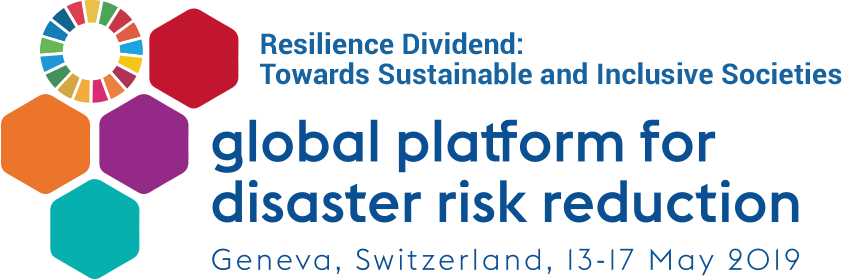 Resilience Dividend:
Towards Sustainable and Inclusive Societies
global platform for
disaster risk reduction
Geneva, Switzerland, 13-17 May 2019